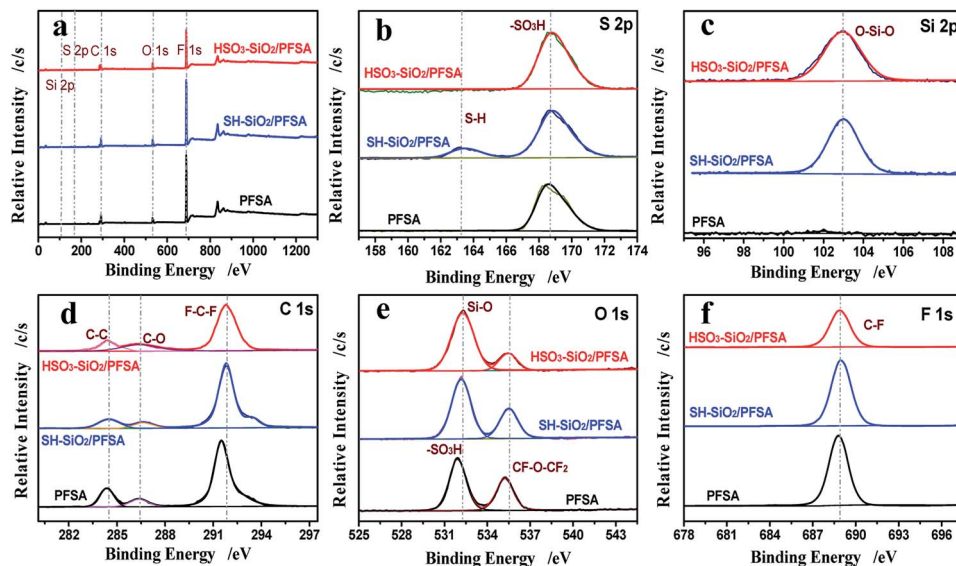 a
S 2p C 1s O 1s F 1s
HSO₃-SiO₂/PFSA
Si 2p
SH-SiO₂/PFSA
PFSA
Relative Intensity /c/s
0 200 400 600 800 1000 1200
Binding Energy /eV
b
S 2p
-SO₃H
HSO₃-SiO₂/PFSA
S-H
SH-SiO₂/PFSA
PFSA
Relative Intensity /c/s
158 160 162 164 166 168 170 172 174
Binding Energy /eV
c
Si 2p
O-Si-O
HSO₃-SiO₂/PFSA
SH-SiO₂/PFSA
PFSA
Relative Intensity /c/s
96 98 100 102 104 106 108
Binding Energy /eV
d
C 1s
F-C-F
C-C
C-O
HSO₃-SiO₂/PFSA
SH-SiO₂/PFSA
PFSA
Relative Intensity /c/s
282 285 288 291 294 297
Binding Energy /eV
e
Si-O
O 1s
HSO₃-SiO₂/PFSA
SH-SiO₂/PFSA
-SO₃H
CF-O-CF₂
PFSA
Relative Intensity /c/s
525 528 531 534 537 540 543
Binding Energy /eV
f
F 1s
C-F
HSO₃-SiO₂/PFSA
SH-SiO₂/PFSA
PFSA
Relative Intensity /c/s
678 681 684 687 690 693 696
Binding Energy /eV